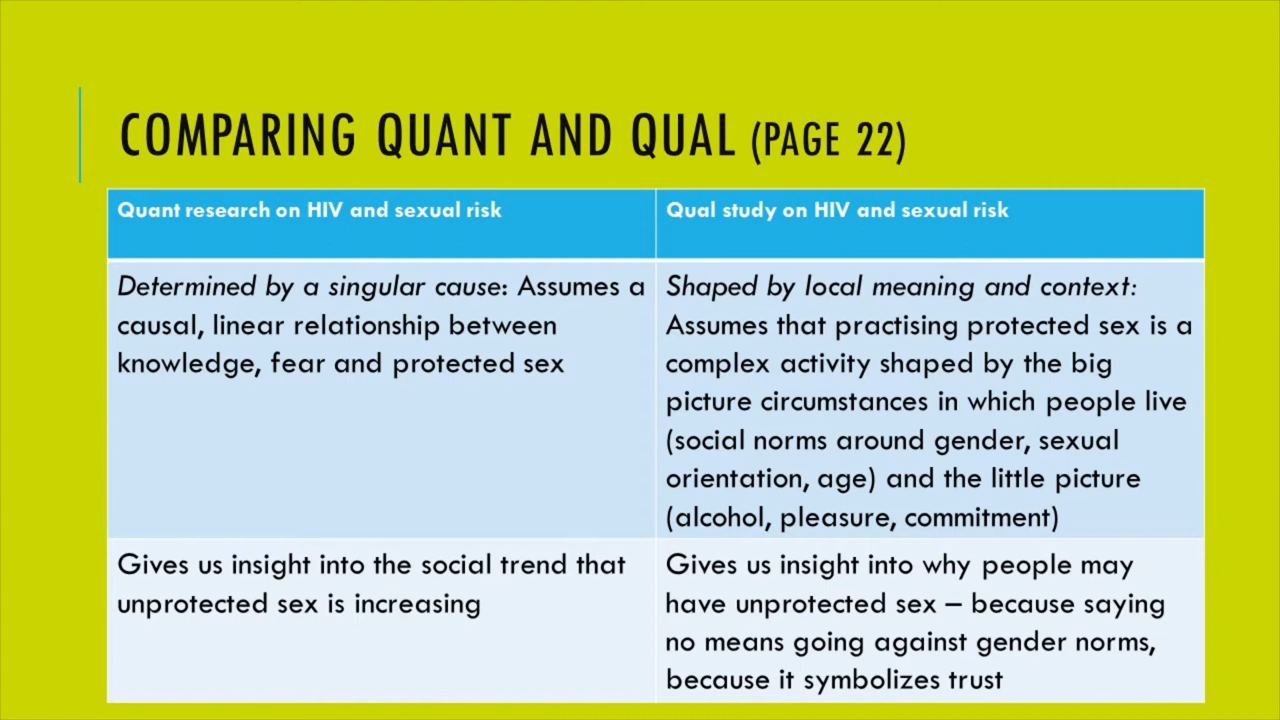 COMPARING QUANT AND QUAL (PAGE 22)
Quant research on HIV and sexual risk
Qual study on HIV and sexual risk
Determined by a singular cause: Assumes a
causal, linear relationship between
knowledge, fear and protected sex
Shaped by local meaning and context:
Assumes that practising protected sex is a
complex activity shaped by the big
picture circumstances in which people live
(social norms around gender, sexual
orientation, age) and the little picture
(alcohol, pleasure, commitment)
Gives us insight into the social trend that
unprotected sex is increasing
Gives us insight into why people may
have unprotected sex – because saying
no means going against gender norms,
because it symbolizes trust